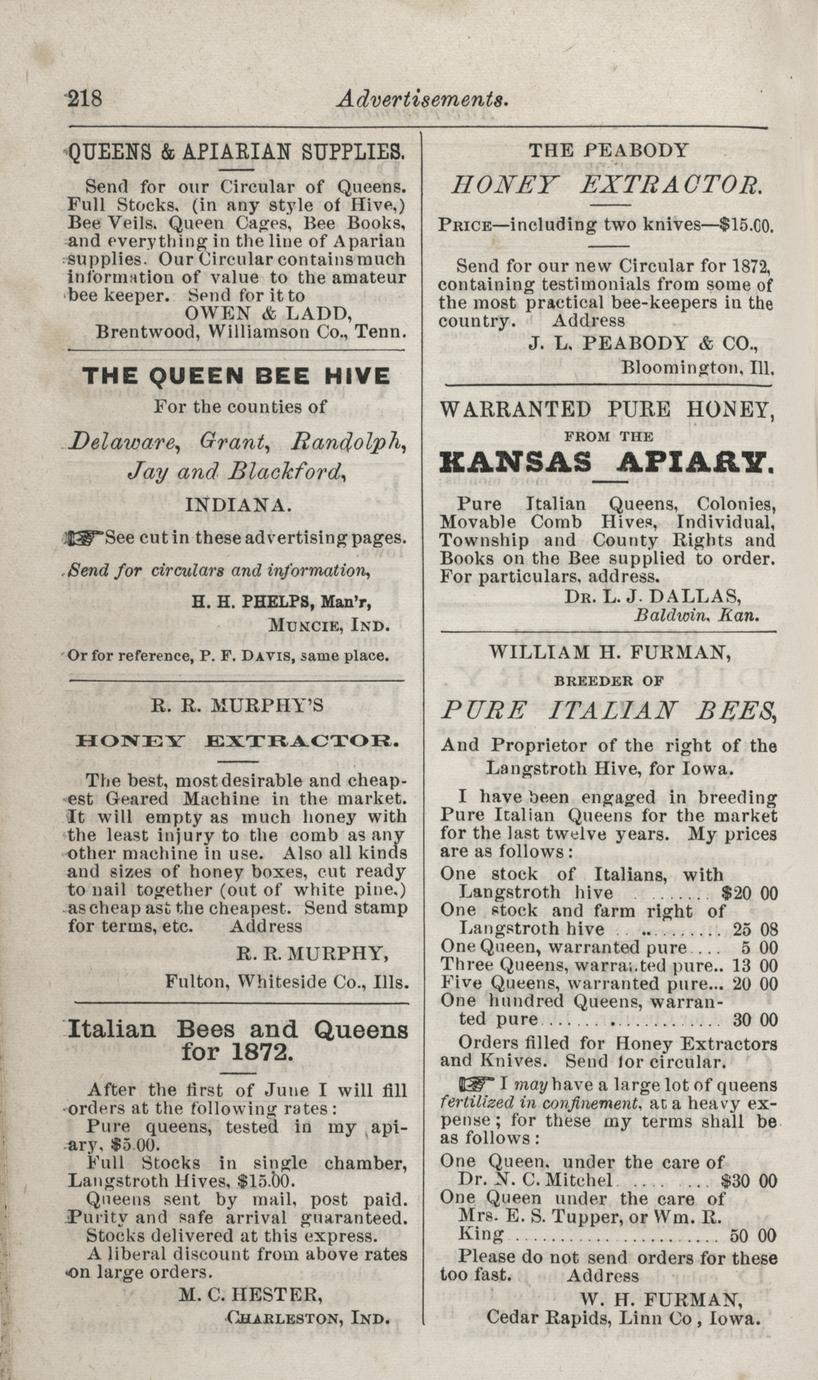 218
Advertisements.
QUEENS & APIARIAN SUPPLIES.
Send for our Circular of Queens.
Full Stocks, (in any style of Hive,)
Bee Veils, Queen Cages, Bee Books,
and everything in the line of Aparian
supplies. Our Circular contains much
information of value to the amateur
bee keeper. Send for it to
OWEN & LADD,
Brentwood, Williamson Co., Tenn.
THE QUEEN BEE HIVE
For the counties of
Delaware, Grant, Randolph,
Jay and Blackford,
INDIANA.
☞ See cut in these advertising pages.
Send for circulars and information,
H. H. PHELPS, Man'r,
MUNCIE, IND.
Or for reference, P. F. DAVIS, same place.
R. R. MURPHY'S
HONEY EXTRACTOR.
The best, most desirable and cheap-
est Geared Machine in the market.
It will empty as much honey with
the least injury to the comb as any
other machine in use. Also all kinds
and sizes of honey boxes, cut ready
to nail together (out of white pine,)
as cheap ast the cheapest. Send stamp
for terms, etc. Address
R. R. MURPHY,
Fulton, Whiteside Co., Ills.
Italian Bees and Queens
for 1872.
After the first of June I will fill
orders at the following rates:
Pure queens, tested in my api-
ary, $5.00.
Full Stocks in single chamber,
Langstroth Hives, $15.00.
Queens sent by mail, post paid.
Purity and safe arrival guaranteed.
Stocks delivered at this express.
A liberal discount from above rates
on large orders.
M. C. HESTER,
CHARLESTON, IND.
THE PEABODY
HONEY EXTRACTOR.
PRICE—including two knives—$15.00.
Send for our new Circular for 1872,
containing testimonials from some of
the most practical bee-keepers in the
country. Address
J. L. PEABODY & CO.,
Bloomington, Ill.
WARRANTED PURE HONEY,
FROM THE
KANSAS APIARY.
Pure Italian Queens, Colonies,
Movable Comb Hives, Individual,
Township and County Rights and
Books on the Bee supplied to order.
For particulars, address.
DR. L. J. DALLAS,
Baldwin, Kan.
WILLIAM H. FURMAN,
BREEDER OF
PURE ITALIAN BEES,
And Proprietor of the right of the
Langstroth Hive, for Iowa.
I have been engaged in breeding
Pure Italian Queens for the market
for the last twelve years. My prices
are as follows:
One stock of Italians, with
Langstroth hive ........ $20 00
One stock and farm right of
Langstroth hive ........... 25 08
One Queen, warranted pure.... 5 00
Three Queens, warranted pure.. 13 00
Five Queens, warranted pure... 20 00
One hundred Queens, warran-
ted pure.................... 30 00
Orders filled for Honey Extractors
and Knives. Send for circular.
☞ I may have a large lot of queens
fertilized in confinement, at a heavy ex-
pense; for these my terms shall be
as follows:
One Queen, under the care of
Dr. N. C. Mitchel......... $30 00
One Queen under the care of
Mrs. E. S. Tupper, or Wm. R.
King ...................... 50 00
Please do not send orders for these
too fast. Address
W. H. FURMAN,
Cedar Rapids, Linn Co, Iowa.